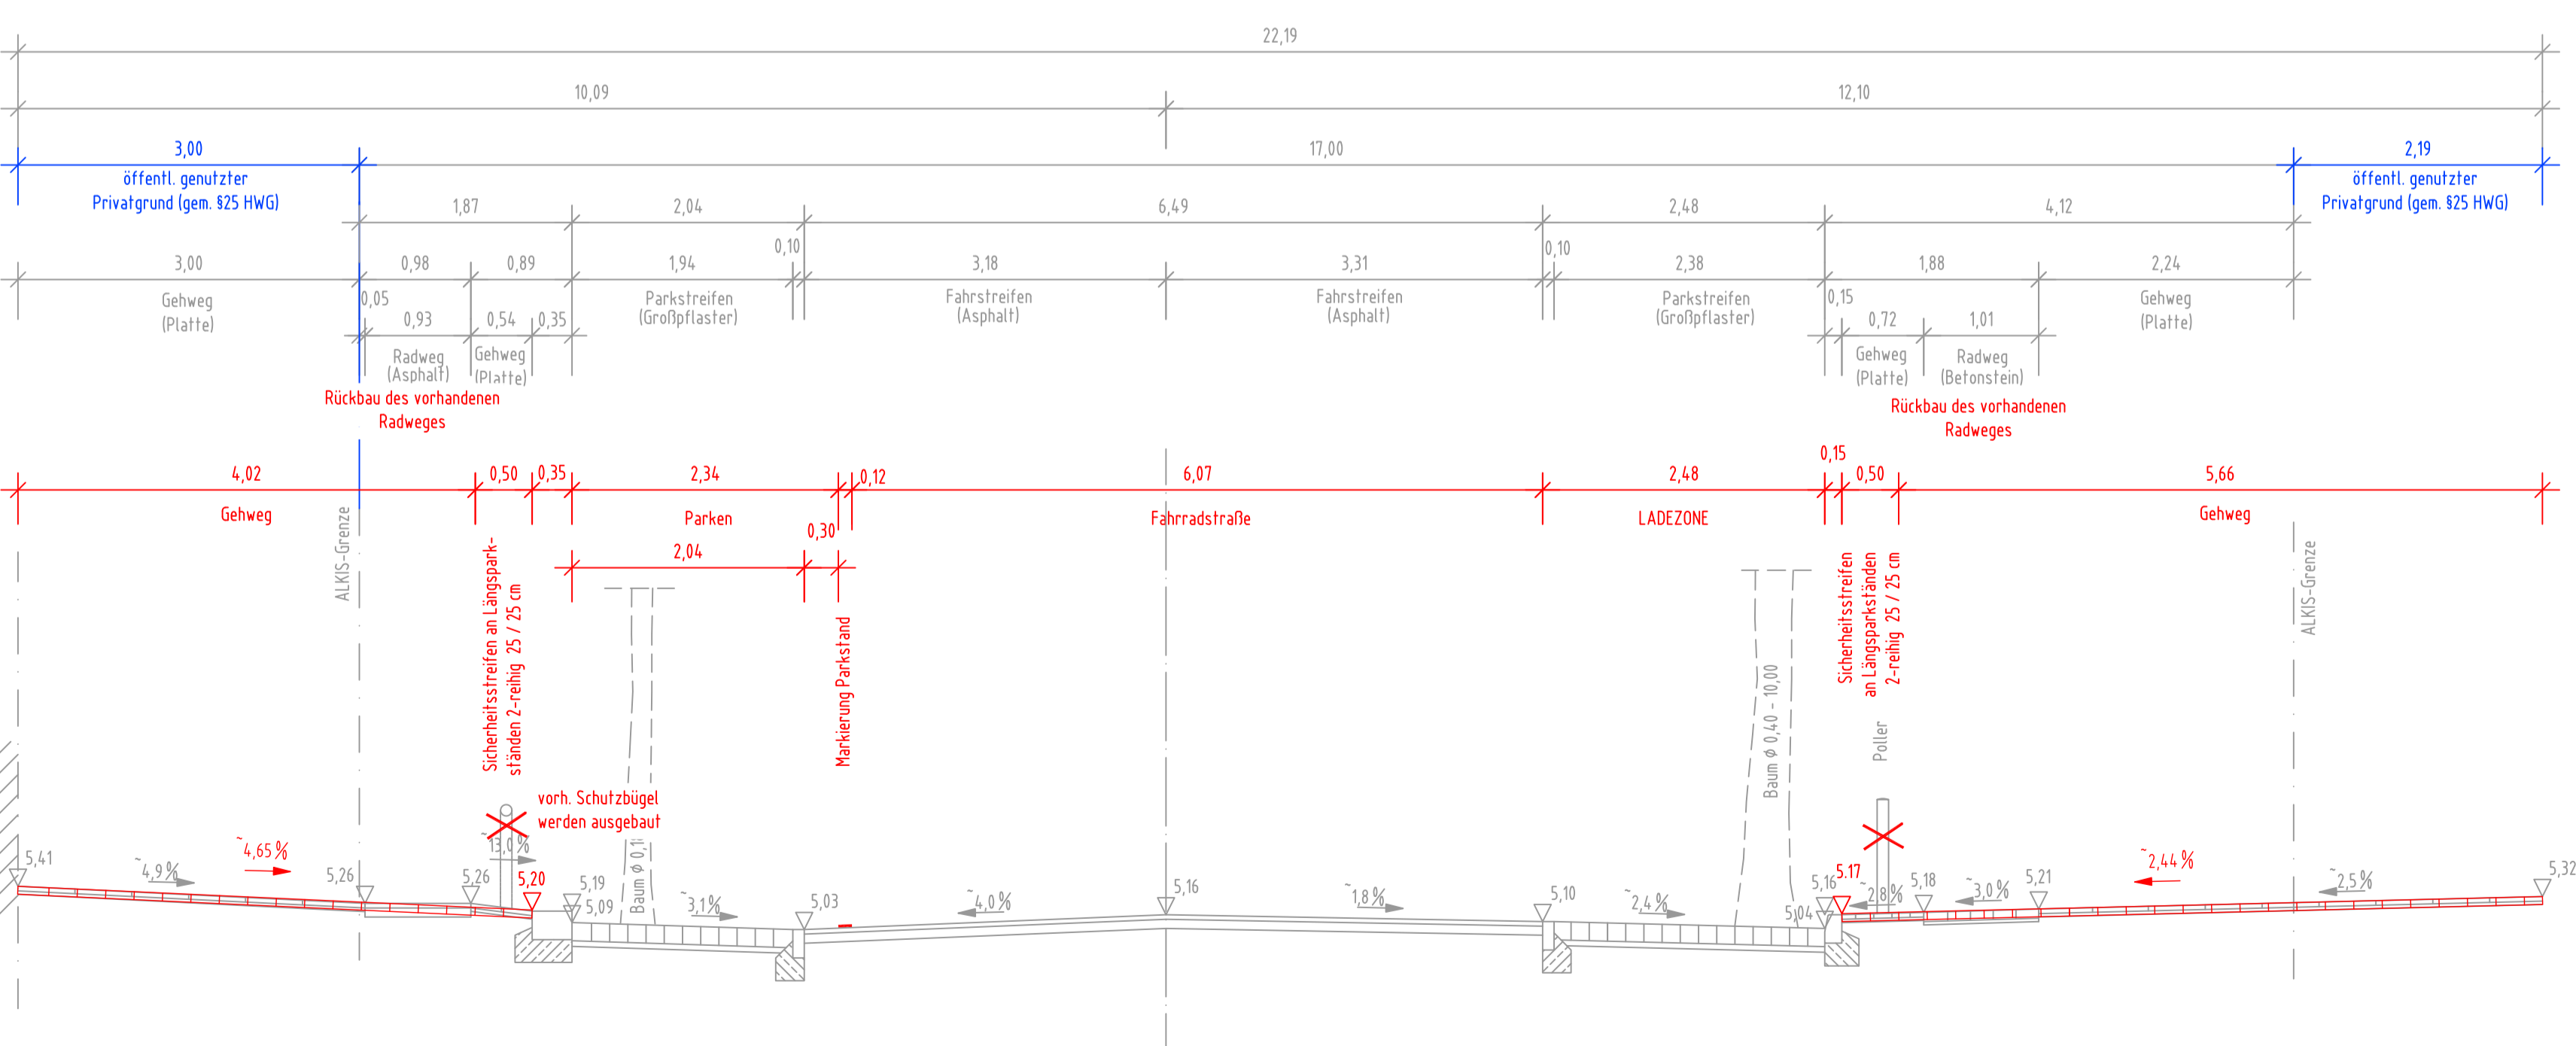 22,19
10,09
12,10
3,00
17,00
2,19
öffentl. genutzter
Privatgrund (gem. §25 HWG)
öffentl. genutzter
Privatgrund (gem. §25 HWG)
1,87
2,04
6,49
2,48
4,12
0,10
0,10
3,00
0,98
0,89
1,94
3,18
3,31
2,38
1,88
2,24
Gehweg
(Platte)
0,05
Parkstreifen
(Großpflaster)
Fahrstreifen
(Asphalt)
Fahrstreifen
(Asphalt)
Parkstreifen
(Großpflaster)
0,15
Gehweg
(Platte)
0,93
0,54
0,35
0,72
1,01
Radweg
(Asphalt)
Gehweg
(Platte)
Gehweg
(Platte)
Radweg
(Betonstein)
Rückbau des vorhandenen
Radweges
Rückbau des vorhandenen
Radweges
4,02
0,50
0,35
2,34
0,12
6,07
2,48
0,15
0,50
5,66
Gehweg
Parken
Fahrradstraße
LADEZONE
Gehweg
0,30
2,04
ALKIS-Grenze
Sicherheitsstreifen an Längspark-
ständen 2-reihig 25 / 25 cm
Markierung Parkstand
Baum ø 0,40 - 10,00
Sicherheitsstreifen
an Längsparkständen
2-reihig 25 / 25 cm
Poller
ALKIS-Grenze
vorh. Schutzbügel
werden ausgebaut
Baum ø
5,41
~4,9%
~4,65%
5,26
5,26
~13,0%
5,20
5,19
5,09
~3,1%
5,03
~4,0%
5,16
~1,8%
5,10
~2,4%
5,16
5,04
5.17
~2,8%
5,18
~3,0%
5,21
~2,44%
~2,5%
5,32